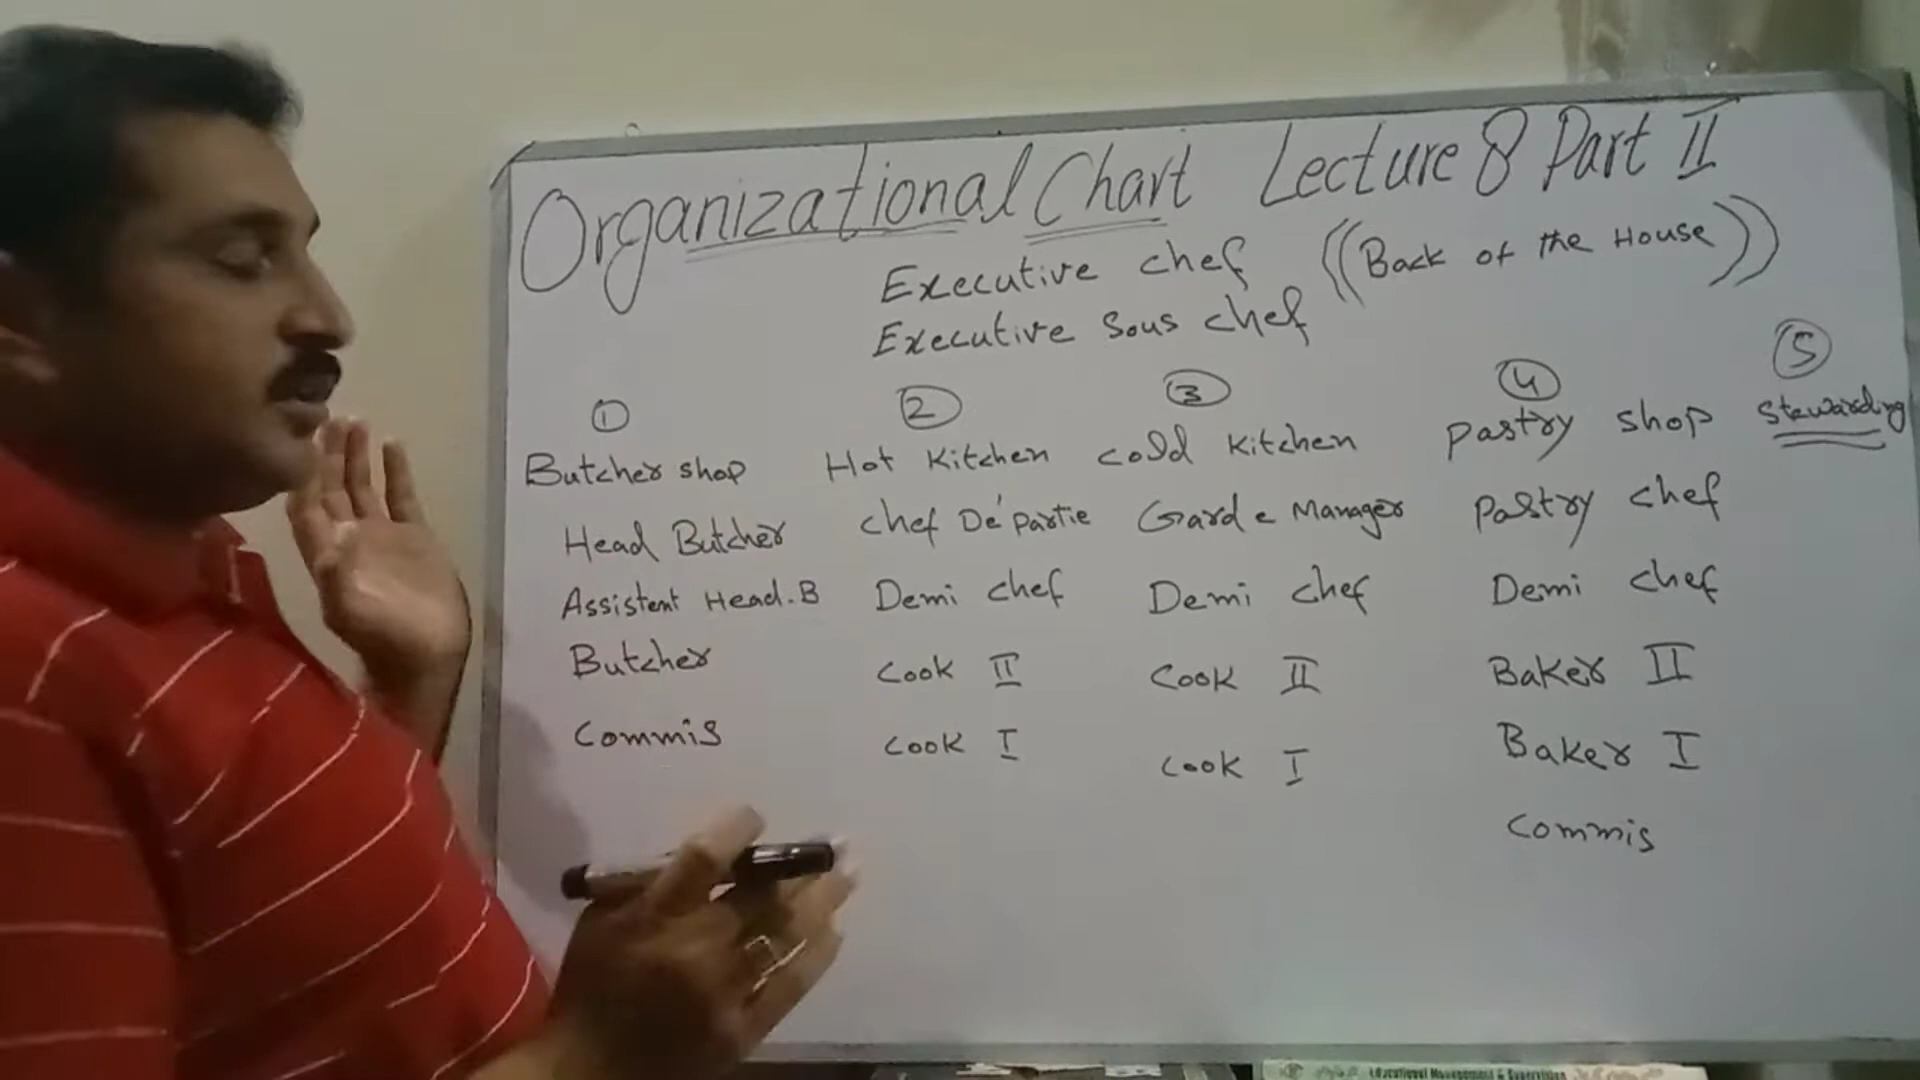 Organizational Chart Lecture 8 Part II
Executive chef ((Back of the House))
Executive Sous chef
① ② ③ ④ ⑤
Butcher shop Hot Kitchen cold Kitchen Pastry shop Stewarding
Head Butcher chef De'partie Garde Manager Pastry chef
Assistent Head.B Demi chef Demi chef Demi chef
Butcher Cook II Cook II Baker II
Commis Cook I Cook I Baker I
Commis
Educational Management & Supervision